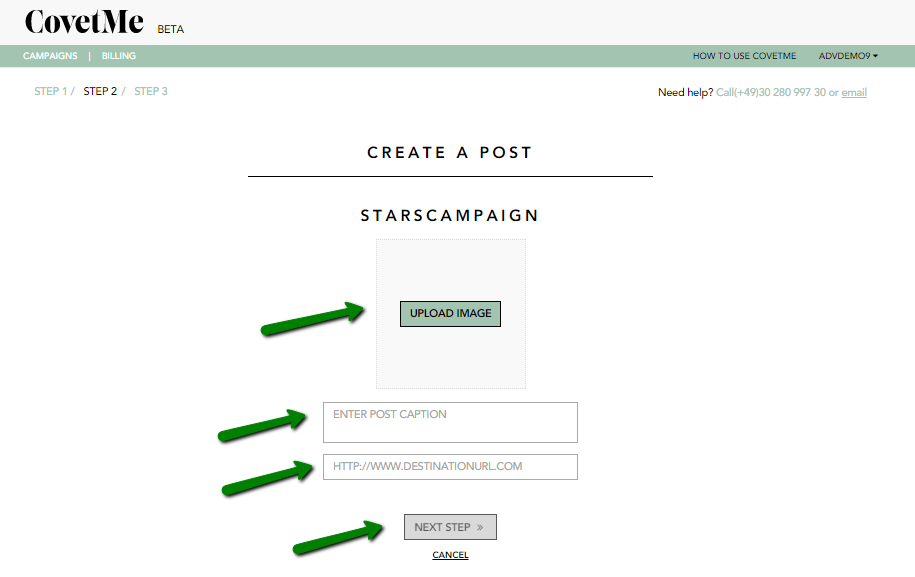 CovetMe BETA
CAMPAIGNS | BILLING HOW TO USE COVETME ADVDEMO9
STEP 1 / STEP 2 / STEP 3 Need help? Call(+49)30 280 997 30 or email
CREATE A POST
STARSCAMPAIGN
UPLOAD IMAGE
ENTER POST CAPTION
HTTP://WWW.DESTINATIONURL.COM
NEXT STEP »
CANCEL